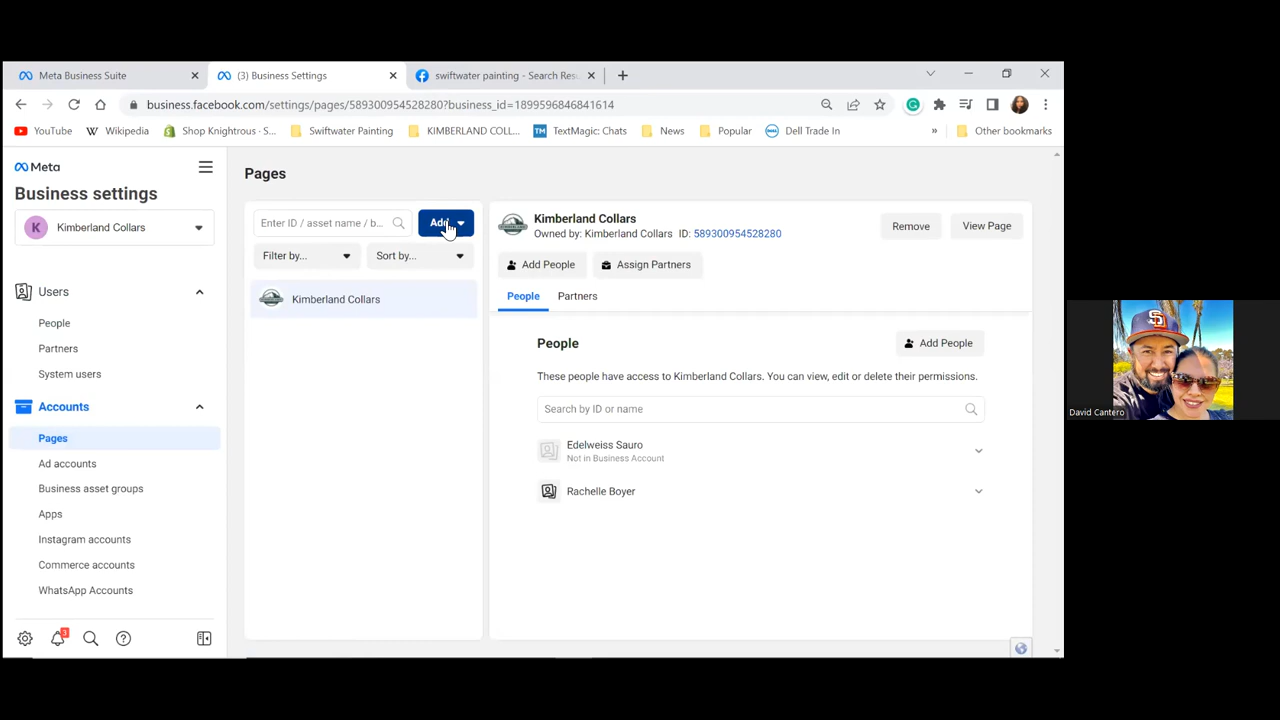 Meta Business Suite
(3) Business Settings
swiftwater painting - Search Resu
business.facebook.com/settings/pages/589300954528280?business_id=1899596846841614
YouTube
Wikipedia
Shop Knightrous - S...
Swiftwater Painting
KIMBERLAND COLL...
TextMagic: Chats
News
Popular
Dell Trade In
»
Other bookmarks
Meta
Business settings
K Kimberland Collars
Users
People
Partners
System users
Accounts
Pages
Ad accounts
Business asset groups
Apps
Instagram accounts
Commerce accounts
WhatsApp Accounts
3
Pages
Enter ID / asset name / b...
Add
Filter by...
Sort by...
Kimberland Collars
Kimberland Collars
Owned by: Kimberland Collars ID: 589300954528280
Remove
View Page
Add People
Assign Partners
People
Partners
People
Add People
These people have access to Kimberland Collars. You can view, edit or delete their permissions.
Search by ID or name
Edelweiss Sauro
Not in Business Account
Rachelle Boyer
David Cantero